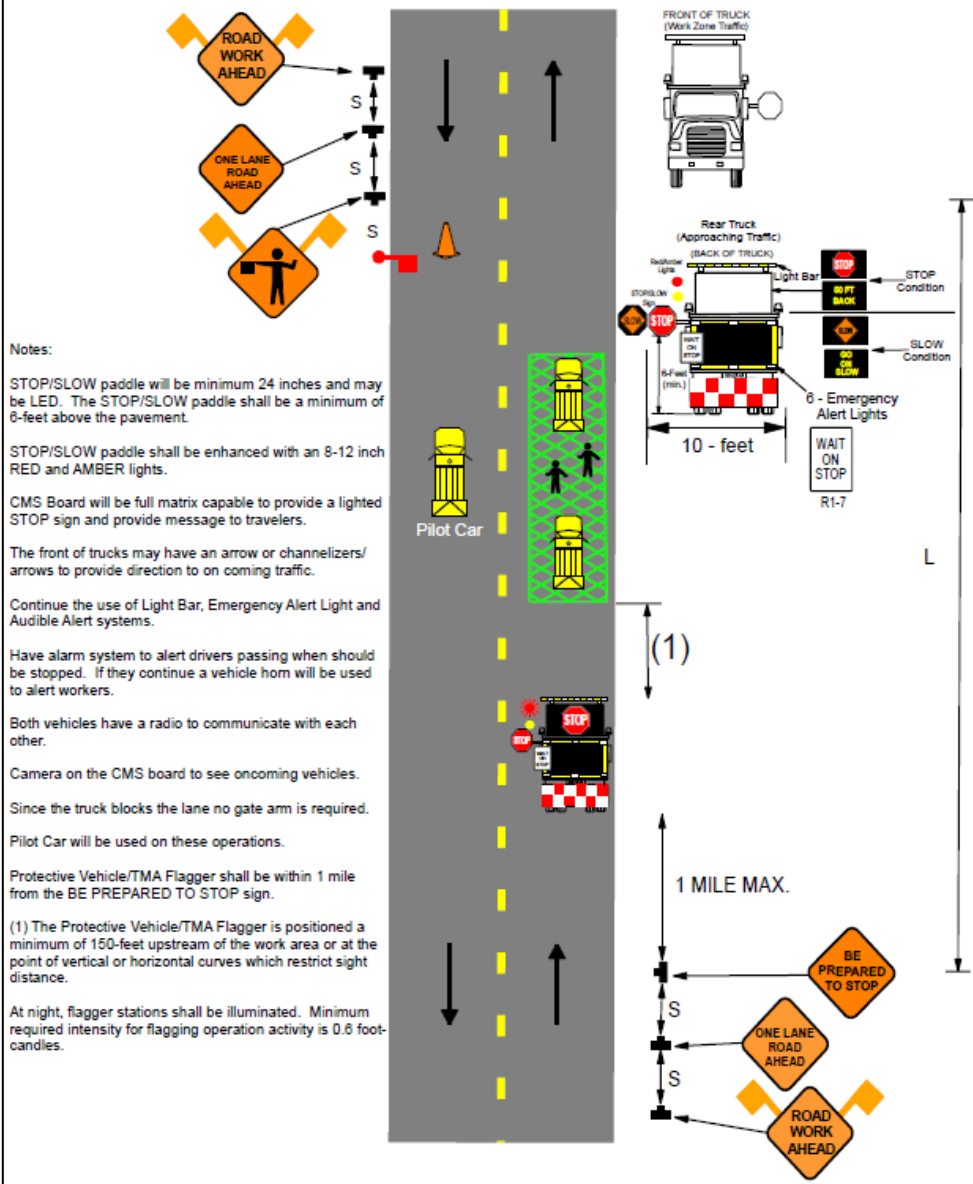 ROAD
WORK
AHEAD
S
ONE LANE
ROAD
AHEAD
S
S
FRONT OF TRUCK
(Work Zone Traffic)
Rear Truck
(Approaching Traffic)
(BACK OF TRUCK)
Red/Amber
Lights
Light Bar
STOP/SLOW
Sign
SLOW
STOP
WAIT
ON
STOP
6-Feet
(min.)
10 - feet
STOP
60 FT
BACK
STOP
Condition
SLOW
GO
ON
SLOW
SLOW
Condition
6 - Emergency
Alert Lights
WAIT
ON
STOP
R1-7
L
Notes:
STOP/SLOW paddle will be minimum 24 inches and may
be LED. The STOP/SLOW paddle shall be a minimum of
6-feet above the pavement.
STOP/SLOW paddle shall be enhanced with an 8-12 inch
RED and AMBER lights.
CMS Board will be full matrix capable to provide a lighted
STOP sign and provide message to travelers.
The front of trucks may have an arrow or channelizers/
arrows to provide direction to on coming traffic.
Continue the use of Light Bar, Emergency Alert Light and
Audible Alert systems.
Have alarm system to alert drivers passing when should
be stopped. If they continue a vehicle horn will be used
to alert workers.
Both vehicles have a radio to communicate with each
other.
Camera on the CMS board to see oncoming vehicles.
Since the truck blocks the lane no gate arm is required.
Pilot Car will be used on these operations.
Protective Vehicle/TMA Flagger shall be within 1 mile
from the BE PREPARED TO STOP sign.
(1) The Protective Vehicle/TMA Flagger is positioned a
minimum of 150-feet upstream of the work area or at the
point of vertical or horizontal curves which restrict sight
distance.
At night, flagger stations shall be illuminated. Minimum
required intensity for flagging operation activity is 0.6 foot-
candles.
Pilot Car
(1)
STOP
STOP
WAIT
ON
STOP
1 MILE MAX.
BE
PREPARED
TO STOP
S
ONE LANE
ROAD
AHEAD
S
ROAD
WORK
AHEAD